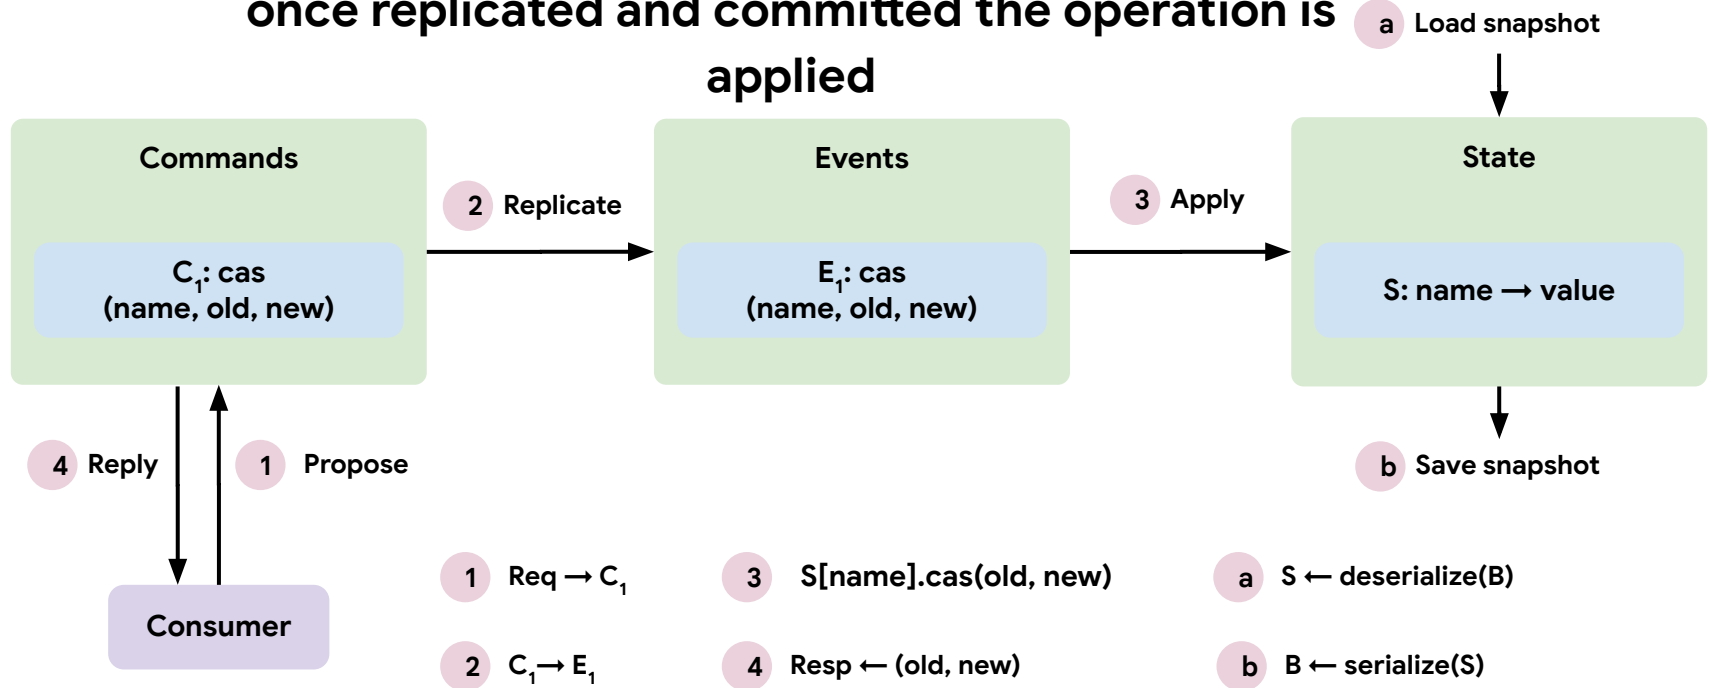 once replicated and committed the operation is
applied
a Load snapshot
Commands
Events
State
2 Replicate
3 Apply
C₁: cas
(name, old, new)
E₁: cas
(name, old, new)
S: name → value
4 Reply
1 Propose
b Save snapshot
Consumer
1 Req → C₁
3 S[name].cas(old, new)
a S ← deserialize(B)
2 C₁→ E₁
4 Resp ← (old, new)
b B ← serialize(S)